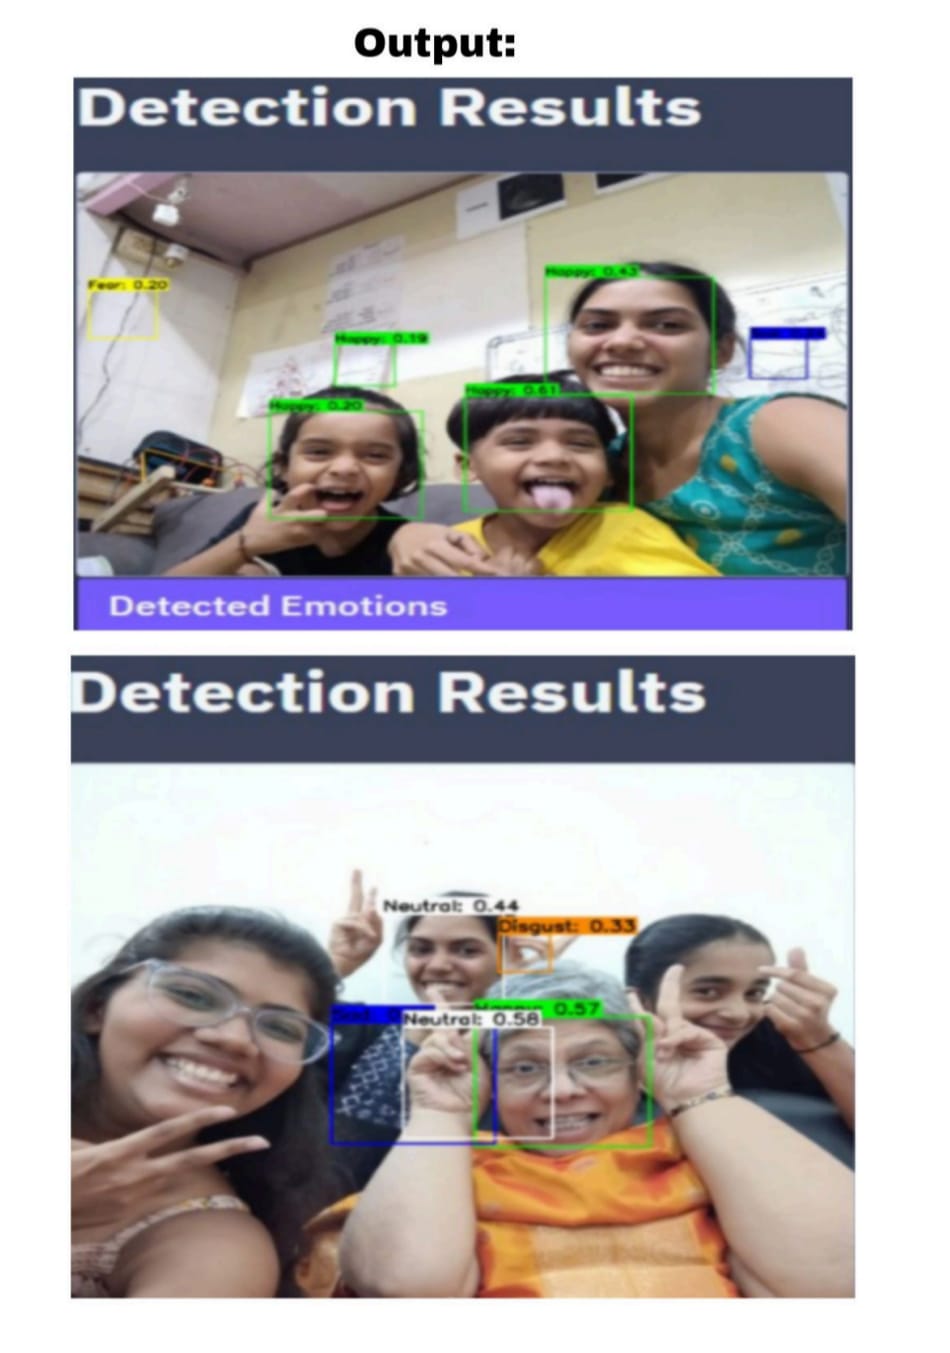 Output:
Detection Results
Happy: 0.43
Fear: 0.20
Happy: 0.19
Happy: 0.61
Happy: 0.20
Detected Emotions
Detection Results
Neutral: 0.44
Disgust: 0.33
0.57
Neutral: 0.58